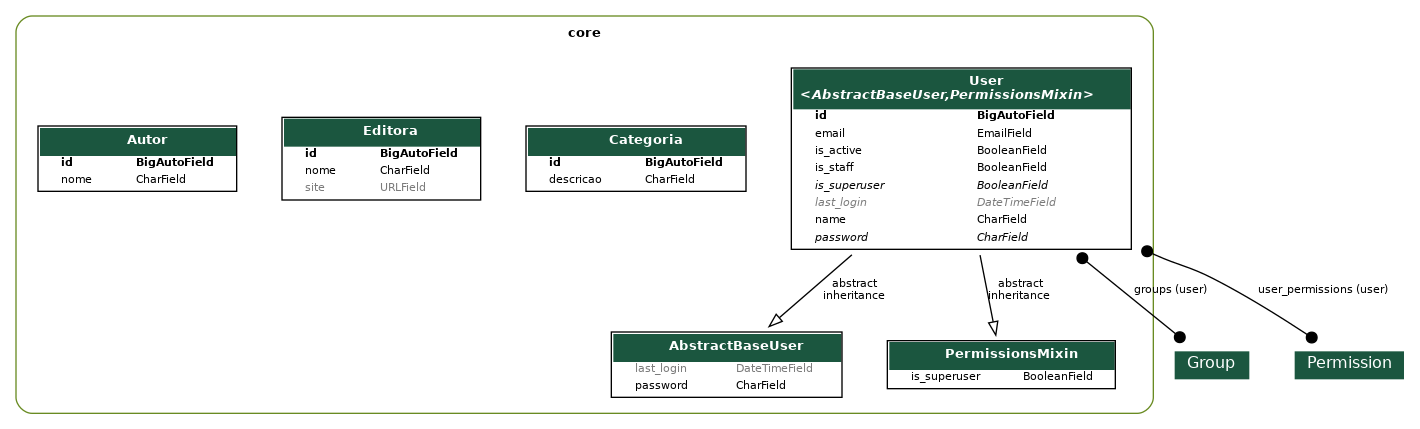 core
Autor
id BigAutoField
nome CharField
Editora
id BigAutoField
nome CharField
site URLField
Categoria
id BigAutoField
descricao CharField
User
<AbstractBaseUser,PermissionsMixin>
id BigAutoField
email EmailField
is_active BooleanField
is_staff BooleanField
is_superuser BooleanField
last_login DateTimeField
name CharField
password CharField
abstract
inheritance
abstract
inheritance
groups (user)
user_permissions (user)
AbstractBaseUser
last_login DateTimeField
password CharField
PermissionsMixin
is_superuser BooleanField
Group
Permission